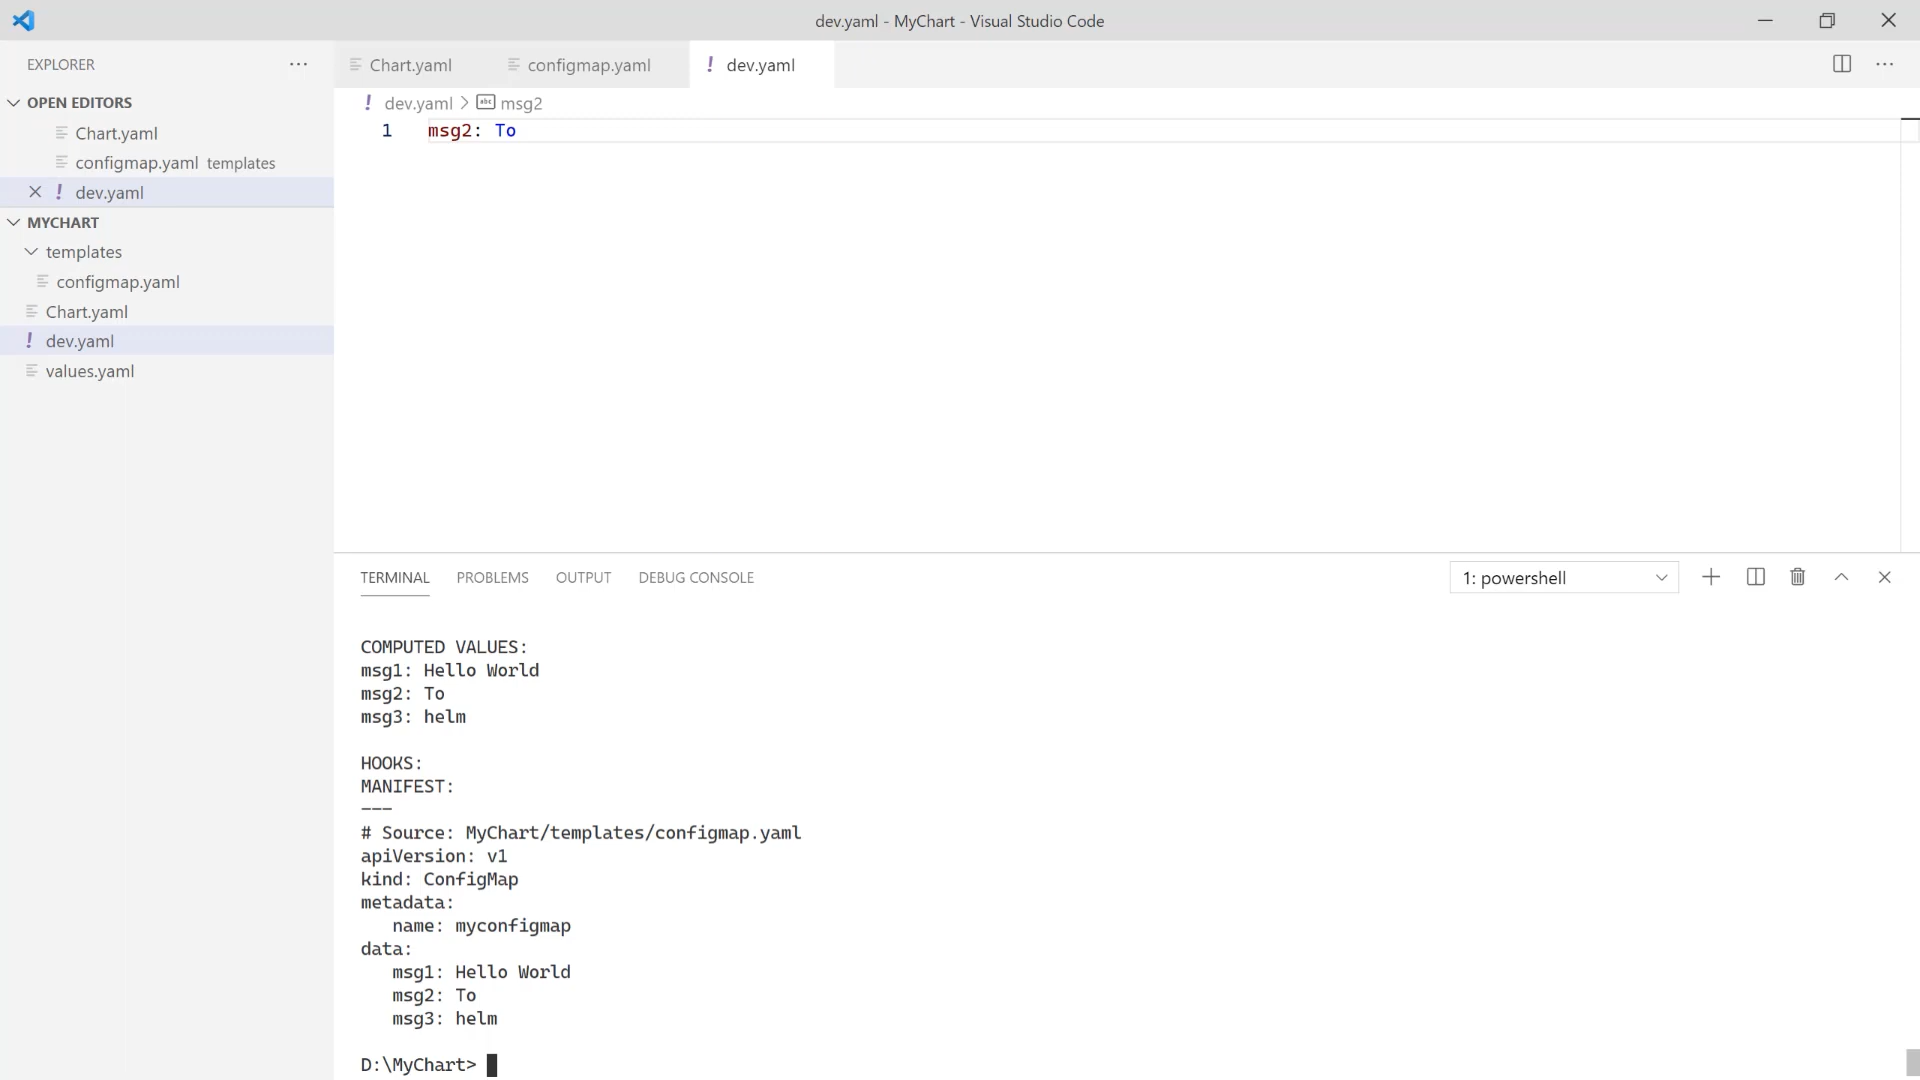 dev.yaml - MyChart - Visual Studio Code
EXPLORER
OPEN EDITORS
Chart.yaml
configmap.yaml templates
dev.yaml
MYCHART
templates
configmap.yaml
Chart.yaml
dev.yaml
values.yaml
Chart.yaml
configmap.yaml
! dev.yaml
! dev.yaml > abc msg2
1 msg2: To
TERMINAL PROBLEMS OUTPUT DEBUG CONSOLE
1: powershell
COMPUTED VALUES:
msg1: Hello World
msg2: To
msg3: helm
HOOKS:
MANIFEST:
---
# Source: MyChart/templates/configmap.yaml
apiVersion: v1
kind: ConfigMap
metadata:
name: myconfigmap
data:
msg1: Hello World
msg2: To
msg3: helm
D:\MyChart>